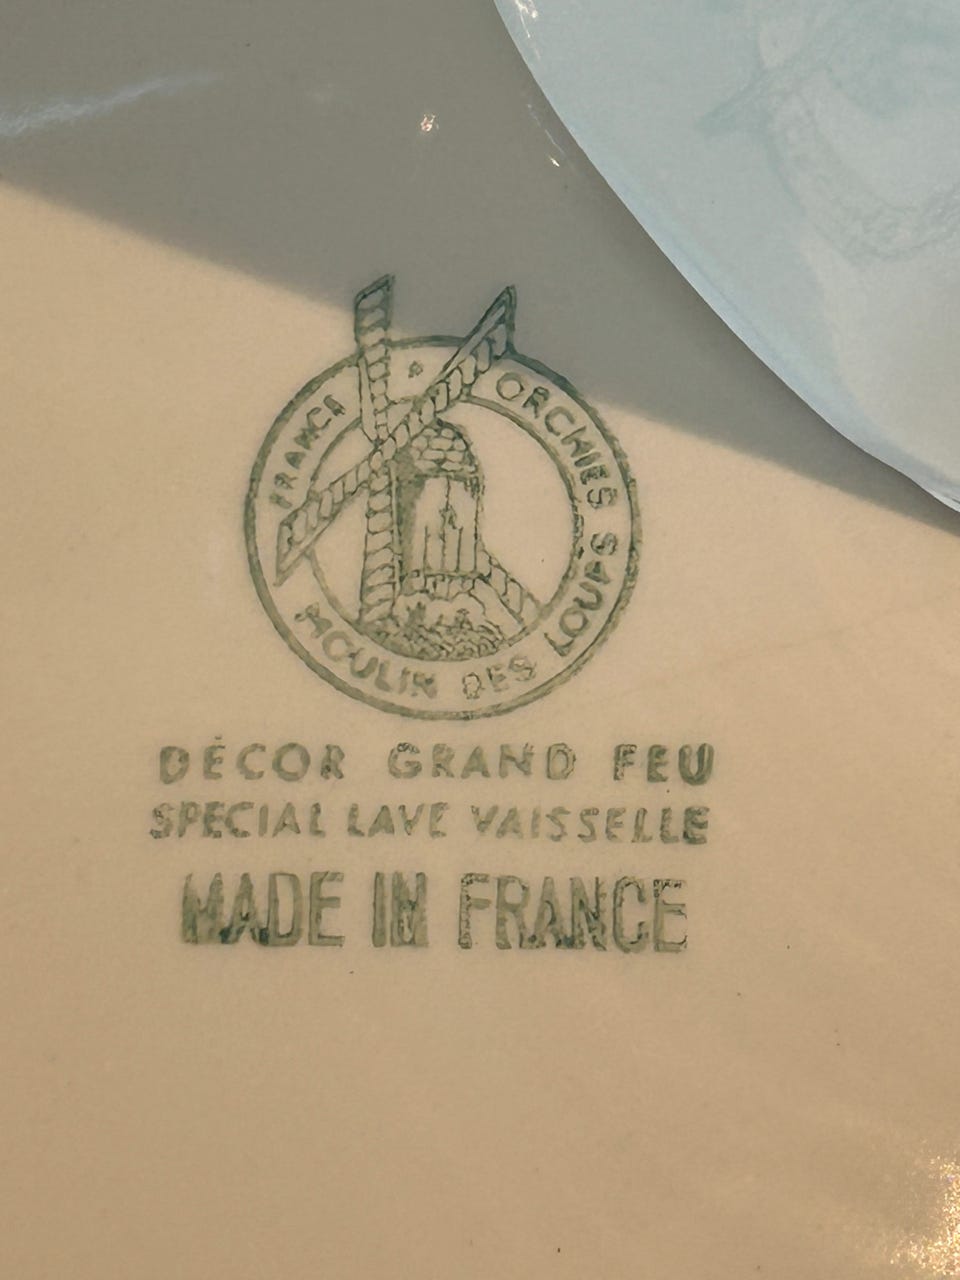 FRANCE * ORCHIES
MOULIN DES LOUPS
DÉCOR GRAND FEU
SPECIAL LAVE VAISSELLE
MADE IN FRANCE